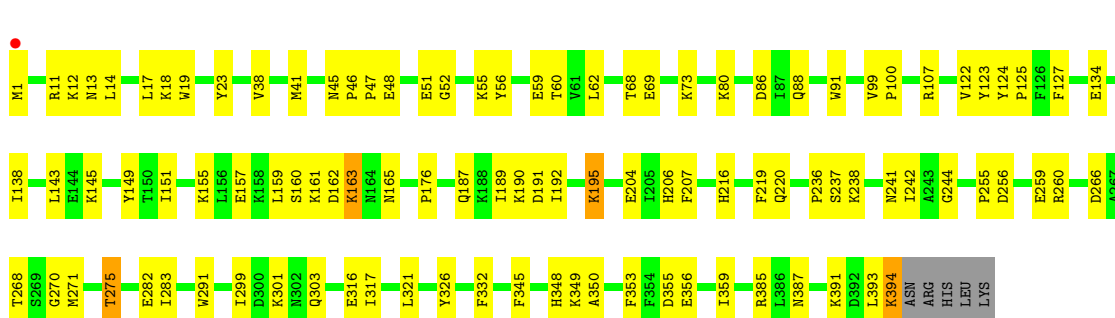 M1 R11 K12 N13 L14 L17 K18 W19 Y23 V38 M41 N45 P46 P47 E48 E51 G52 K55 Y56 E59 T60 V61 L62 T68 E69 K73 K80 D86 I87 Q88 W91 V99 P100 R107 V122 Y123 Y124 P125 F126 F127 E134
I138 L143 E144 K145 Y149 T150 I151 K155 L156 E157 K158 L159 S160 K161 D162 K163 N164 N165 P176 Q187 K188 I189 K190 D191 I192 K195 E204 I205 H206 F207 H216 F219 Q220 P236 S237 K238 N241 I242 A243 G244 P255 D256 E259 R260 D266 A267
T268 S269 G270 M271 T275 E282 I283 W291 I299 D300 K301 N302 Q303 E316 I317 L321 Y326 F332 F345 H348 K349 A350 F353 F354 D355 E356 I359 R385 L386 N387 K391 D392 L393 K394 ASN ARG HIS LEU LYS